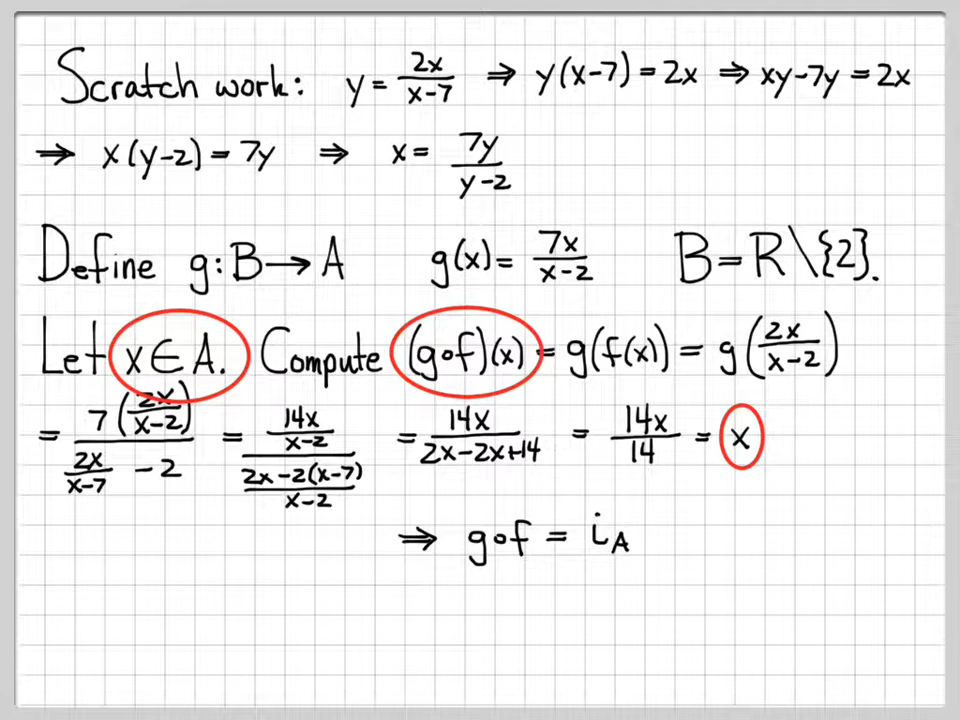 Scratch work: y = 2x/(x-7) ⇒ y(x-7) = 2x ⇒ xy-7y = 2x
⇒ x(y-2) = 7y ⇒ x = 7y/(y-2)
Define g: B → A g(x) = 7x/(x-2) B = R \ {2}.
Let x ∈ A. Compute (g∘f)(x) = g(f(x)) = g(2x/(x-2))
= (7(2x/(x-2)))/(2x/(x-7) - 2) = (14x/(x-2))/((2x-2(x-7))/(x-2)) = 14x/(2x-2x+14) = 14x/14 = x
⇒ g∘f = i_A